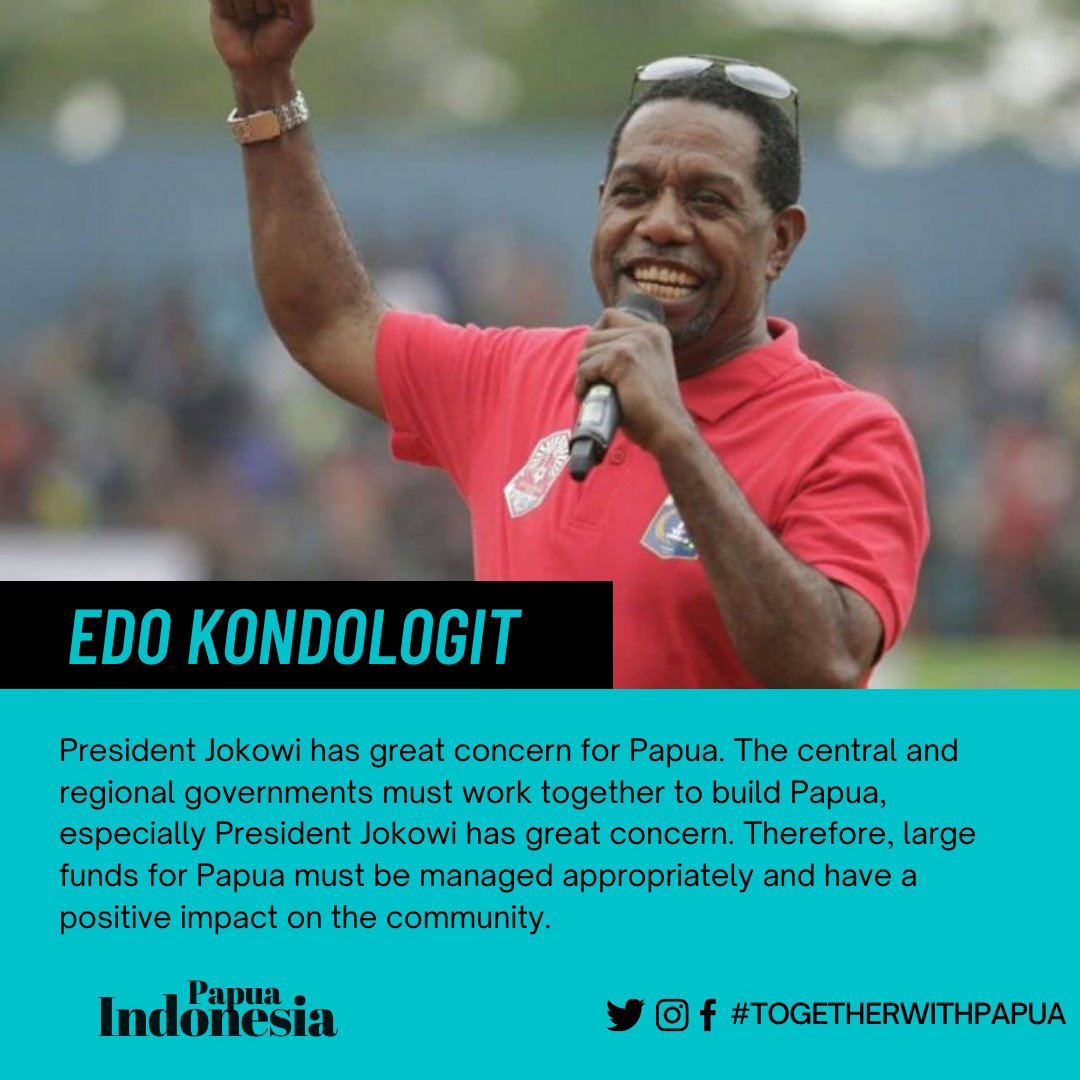 EDO KONDOLOGIT
President Jokowi has great concern for Papua. The central and
regional governments must work together to build Papua,
especially President Jokowi has great concern. Therefore, large
funds for Papua must be managed appropriately and have a
positive impact on the community.
Papua
Indonesia
#TOGETHERWITHPAPUA